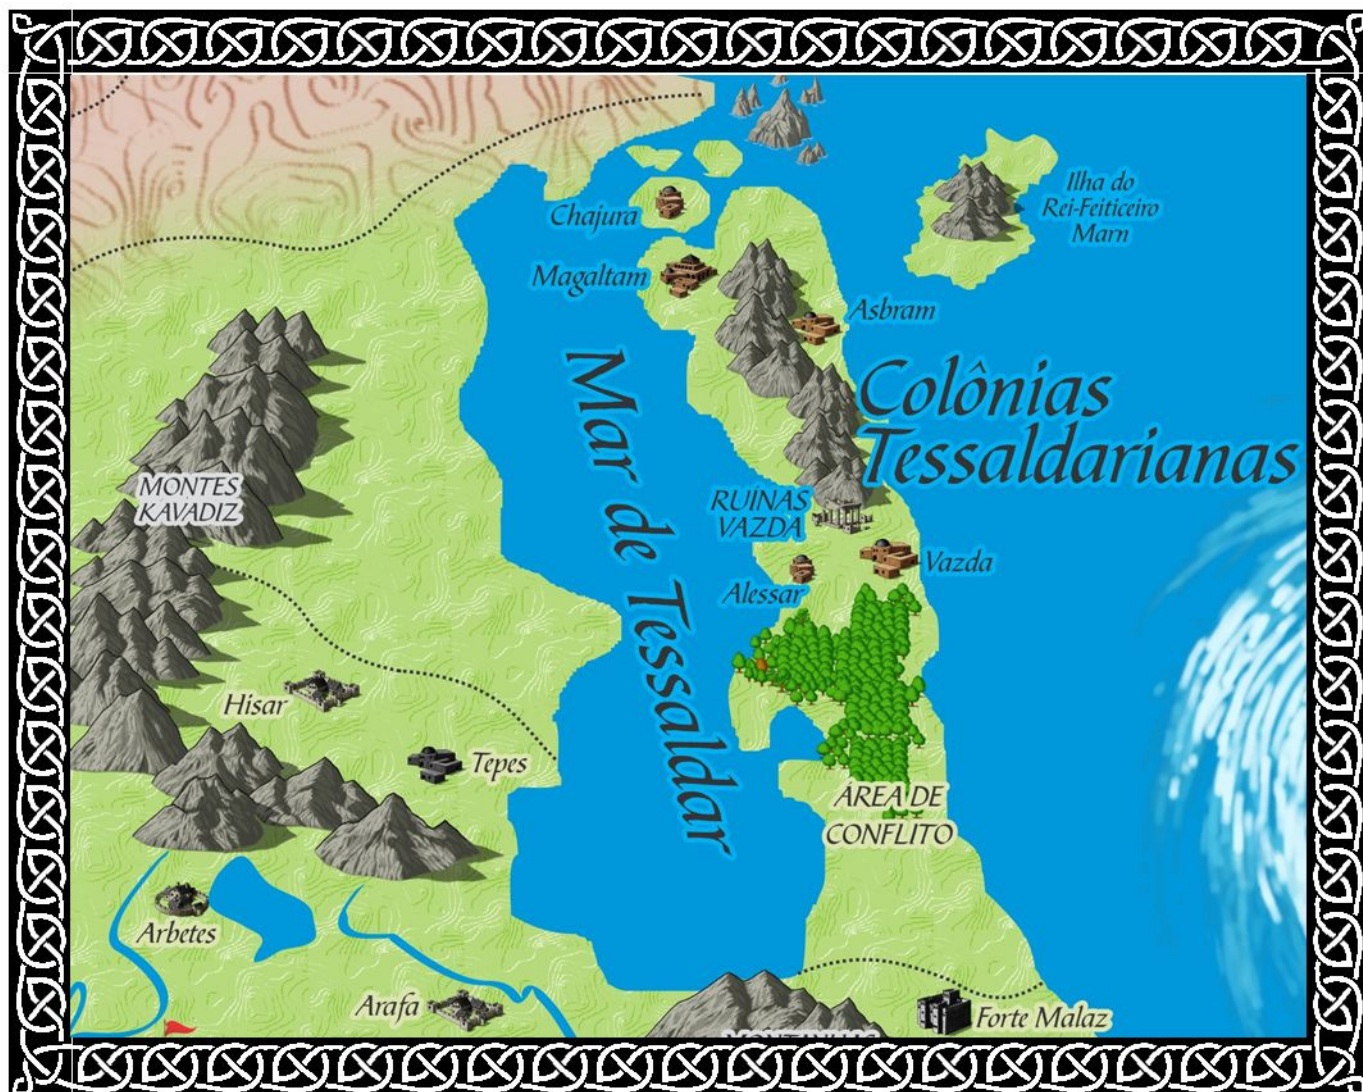 Chajura
Ilha do
Rei-Feiticeiro
Marn
Magaltam
Asbram
Colônias
Tessaldarianas
Mar de Tessaldar
MONTES
KAVADIZ
RUÍNAS
VAZDA
Vazda
Alessar
Hisar
Tepes
ÁREA DE
CONFLITO
Arbetes
Arafa
Forte Malaz